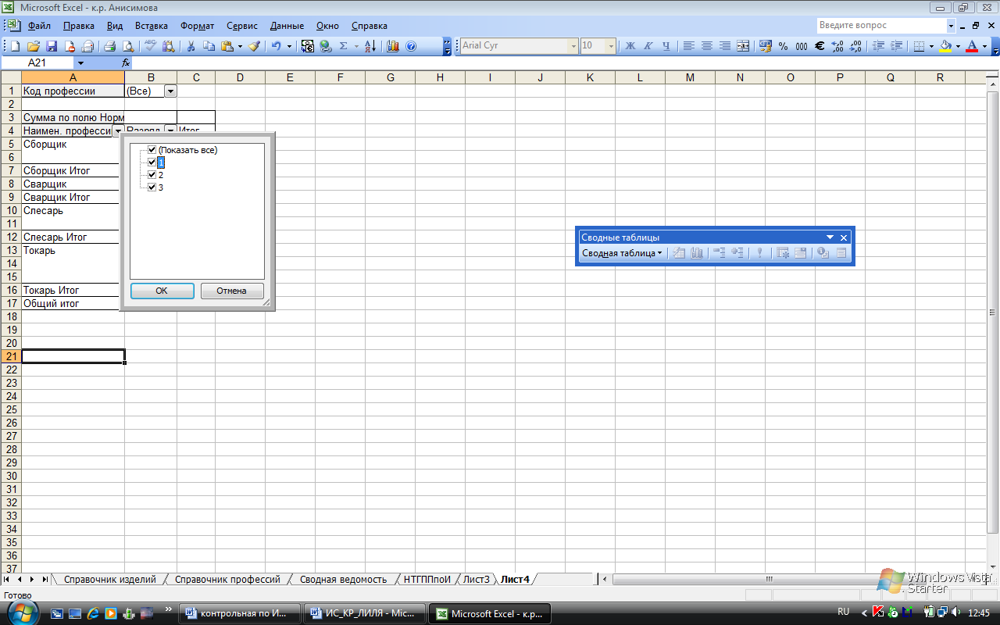 Microsoft Excel - к.р. Анисимова
Файл Правка Вид Вставка Формат Сервис Данные Окно Справка
Введите вопрос
Arial Cyr 10 Ж К Ч % 000 €
A21 fx
A B C D E F G H I J K L M N O P Q R
1 Код профессии (Все)
2
3 Сумма по полю Норм
4 Наимен. професси Разряд Итог
5 Сборщик
6
7 Сборщик Итог
8 Сварщик
9 Сварщик Итог
10 Слесарь
11
12 Слесарь Итог
13 Токарь
14
15
16 Токарь Итог
17 Общий итог
18
19
20
21
22
23
24
25
26
27
28
29
30
31
32
33
34
35
36
37
(Показать все)
1
2
3
ОК Отмена
Сводные таблицы
Сводная таблица
Справочник изделий Справочник профессий Сводная ведомость НТГППпоИ Лист3 Лист4
Готово
Windows Vista
Starter
контрольная по И... ИС_КР_ЛИЛЯ - Mic... Microsoft Excel - к.р... RU 12:45